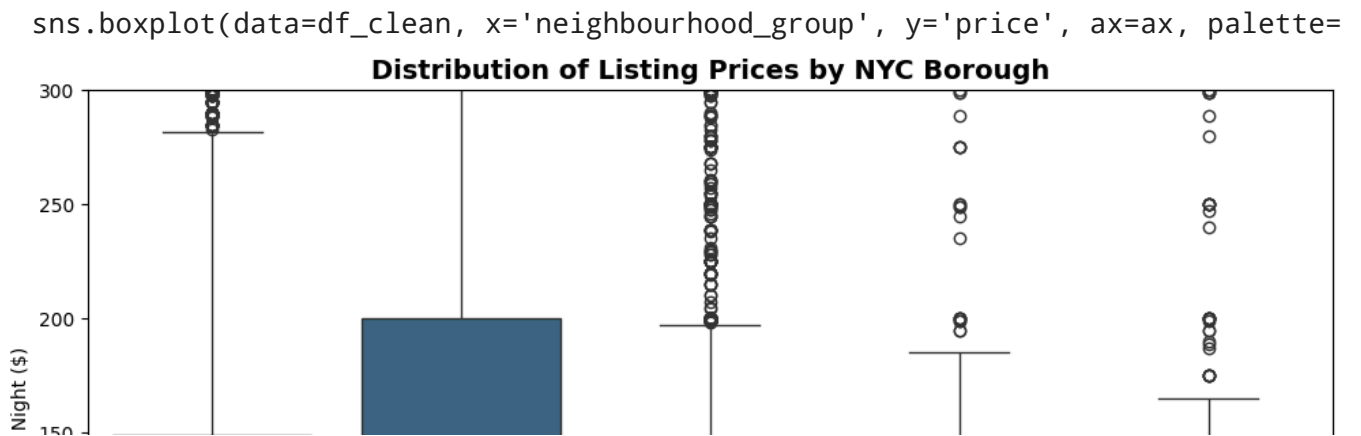 sns.boxplot(data=df_clean, x='neighbourhood_group', y='price', ax=ax, palette=
Distribution of Listing Prices by NYC Borough
300
250
200
150
Night ($)